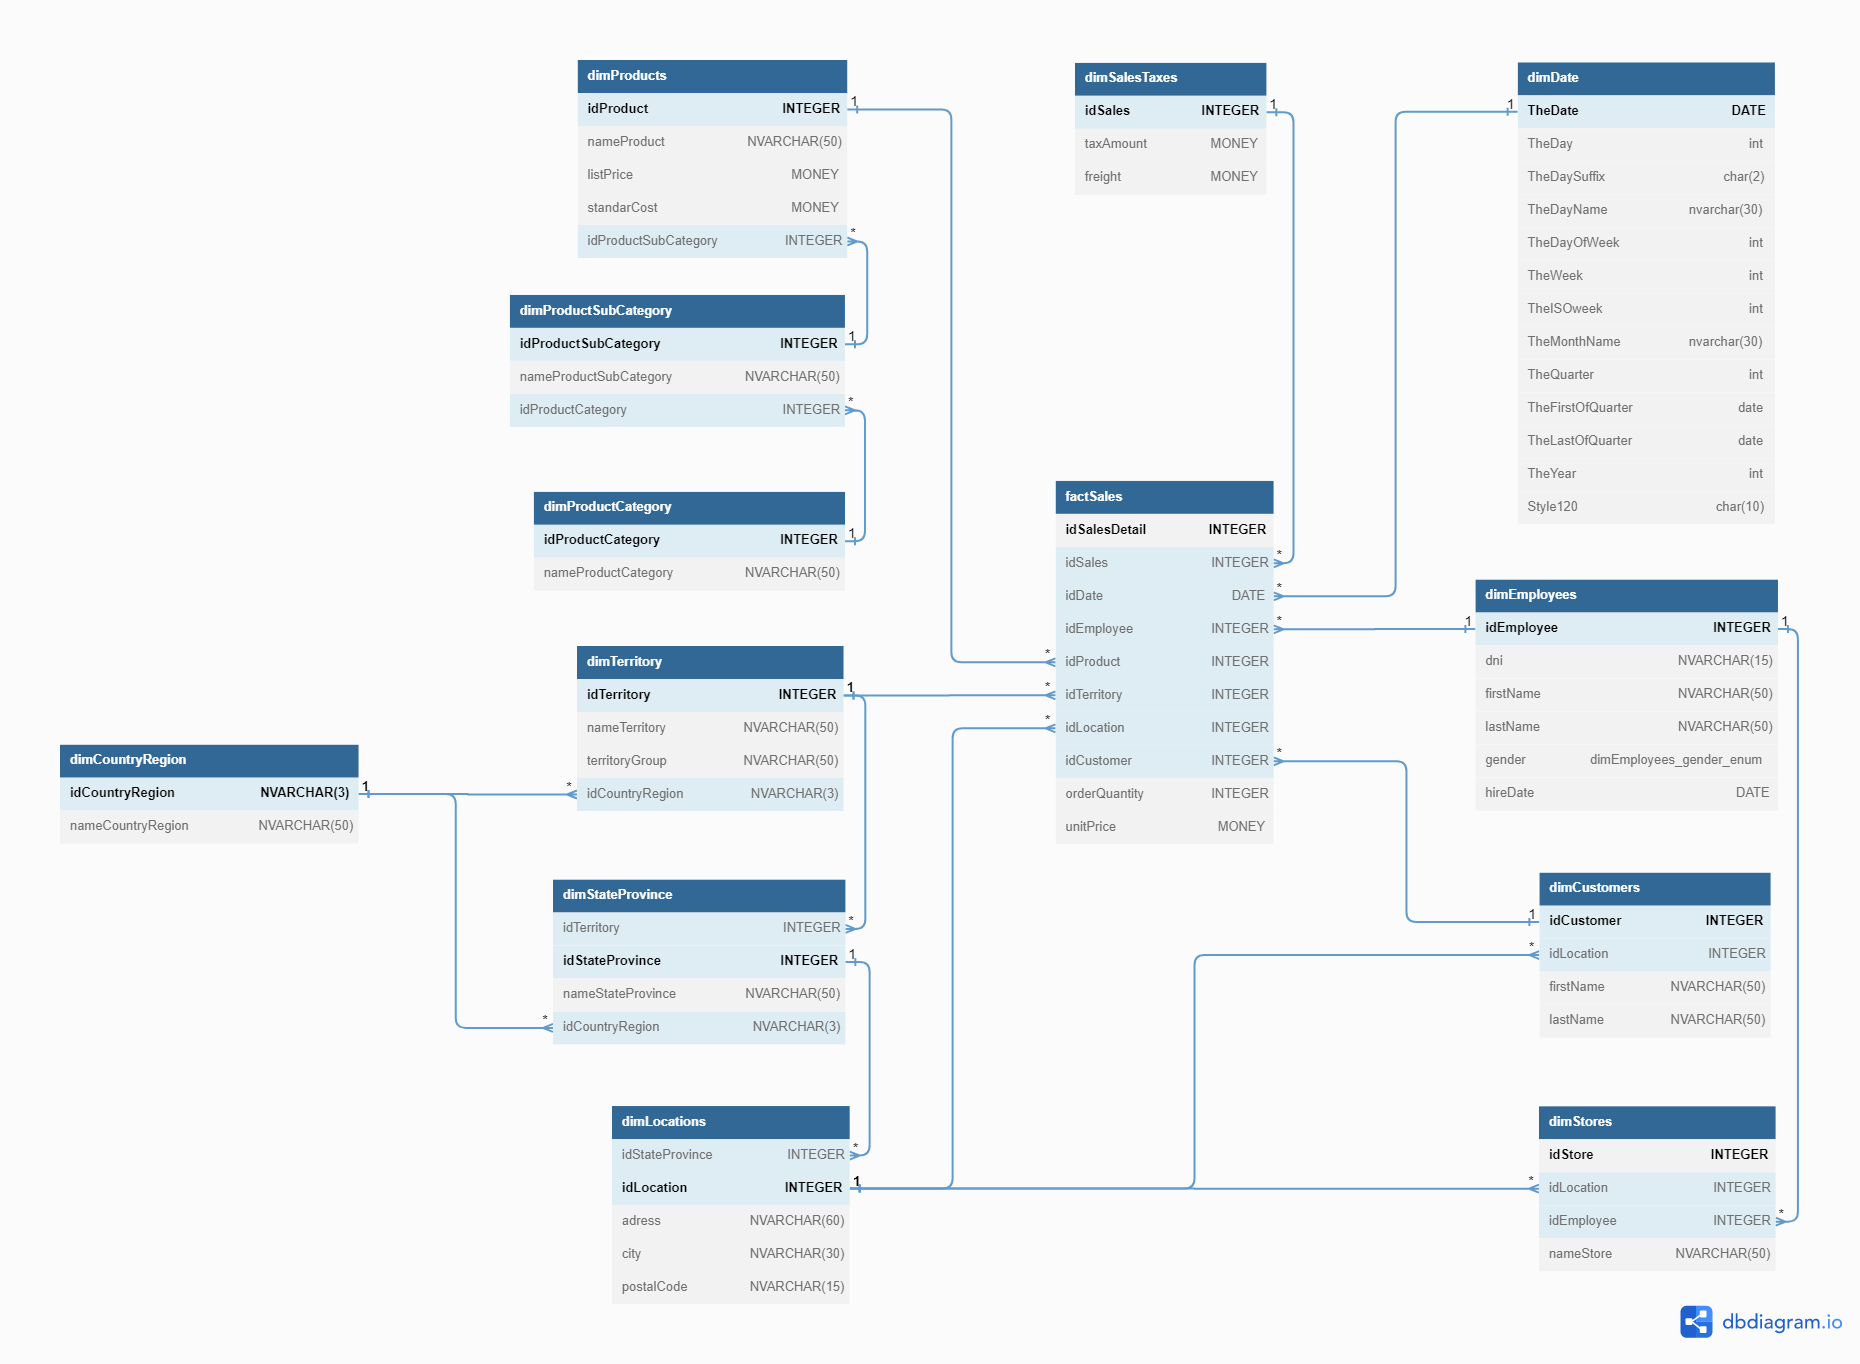 dimProducts
idProduct INTEGER 1
nameProduct NVARCHAR(50)
listPrice MONEY
standarCost MONEY
idProductSubCategory INTEGER *
dimProductSubCategory
idProductSubCategory INTEGER 1
nameProductSubCategory NVARCHAR(50)
idProductCategory INTEGER *
dimProductCategory
idProductCategory INTEGER 1
nameProductCategory NVARCHAR(50)
dimTerritory
idTerritory INTEGER 1
nameTerritory NVARCHAR(50)
territoryGroup NVARCHAR(50)
* idCountryRegion NVARCHAR(3)
dimCountryRegion
idCountryRegion NVARCHAR(3) 1
nameCountryRegion NVARCHAR(50)
dimStateProvince
idTerritory INTEGER *
idStateProvince INTEGER 1
nameStateProvince NVARCHAR(50)
* idCountryRegion NVARCHAR(3)
dimLocations
idStateProvince INTEGER *
idLocation INTEGER 1
adress NVARCHAR(60)
city NVARCHAR(30)
postalCode NVARCHAR(15)
dimSalesTaxes
idSales INTEGER 1
taxAmount MONEY
freight MONEY
factSales
idSalesDetail INTEGER
idSales INTEGER *
idDate DATE *
idEmployee INTEGER *
* idProduct INTEGER
* idTerritory INTEGER
* idLocation INTEGER
idCustomer INTEGER *
orderQuantity INTEGER
unitPrice MONEY
dimDate
1 TheDate DATE
TheDay int
TheDaySuffix char(2)
TheDayName nvarchar(30)
TheDayOfWeek int
TheWeek int
TheISOweek int
TheMonthName nvarchar(30)
TheQuarter int
TheFirstOfQuarter date
TheLastOfQuarter date
TheYear int
Style120 char(10)
dimEmployees
1 idEmployee INTEGER 1
dni NVARCHAR(15)
firstName NVARCHAR(50)
lastName NVARCHAR(50)
gender dimEmployees_gender_enum
hireDate DATE
dimCustomers
1 idCustomer INTEGER
* idLocation INTEGER
firstName NVARCHAR(50)
lastName NVARCHAR(50)
dimStores
idStore INTEGER
* idLocation INTEGER
idEmployee INTEGER *
nameStore NVARCHAR(50)
dbdiagram.io